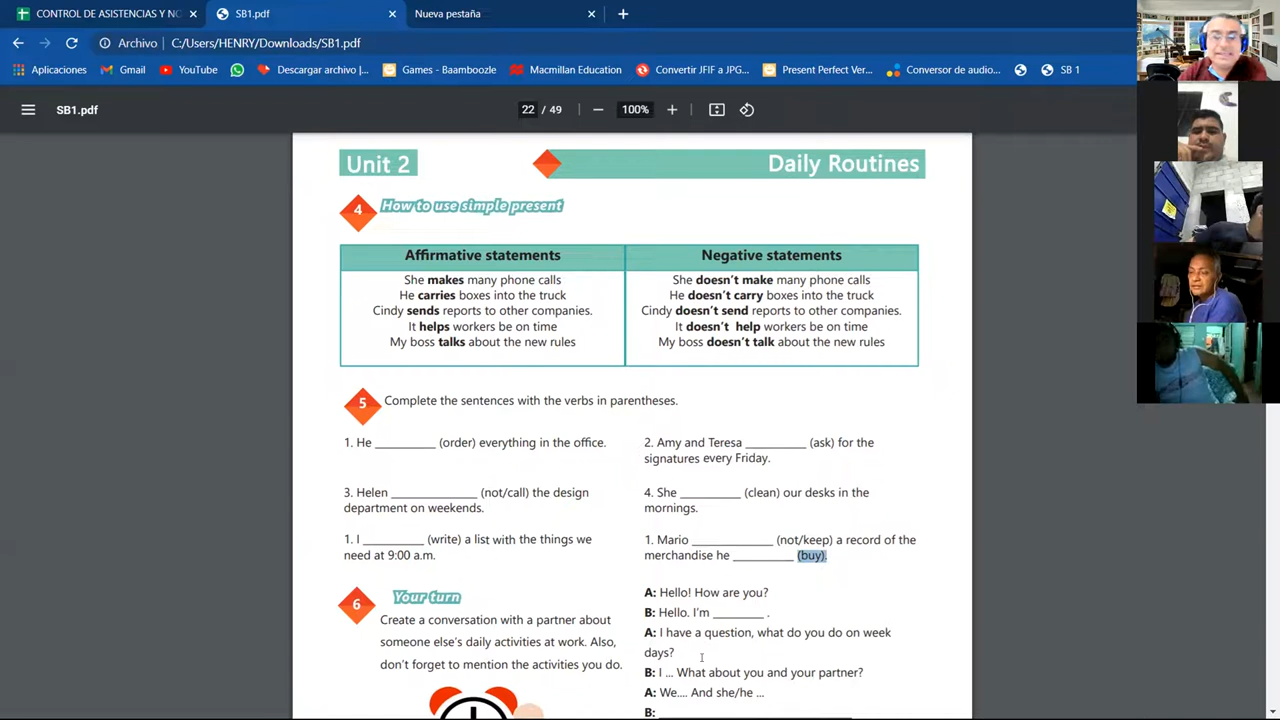 CONTROL DE ASISTENCIAS Y NO
SB1.pdf
Nueva pestaña
Archivo
C:/Users/HENRY/Downloads/SB1.pdf
Aplicaciones
Gmail
YouTube
Descargar archivo |...
Games - Baamboozle
Macmillan Education
Convertir JFIF a JPG...
Present Perfect Ver...
Conversor de audio...
SB 1
SB1.pdf
22 / 49
100%
Unit 2
Daily Routines
4 How to use simple present
Affirmative statements
She makes many phone calls
He carries boxes into the truck
Cindy sends reports to other companies.
It helps workers be on time
My boss talks about the new rules
Negative statements
She doesn't make many phone calls
He doesn't carry boxes into the truck
Cindy doesn't send reports to other companies.
It doesn't help workers be on time
My boss doesn't talk about the new rules
5 Complete the sentences with the verbs in parentheses.
1. He _________ (order) everything in the office.
2. Amy and Teresa _________ (ask) for the
signatures every Friday.
3. Helen _____________ (not/call) the design
department on weekends.
4. She _________ (clean) our desks in the
mornings.
1. I _________ (write) a list with the things we
need at 9:00 a.m.
1. Mario ____________ (not/keep) a record of the
merchandise he _________ (buy).
6 Your turn
Create a conversation with a partner about
someone else's daily activities at work. Also,
don't forget to mention the activities you do.
A: Hello! How are you?
B: Hello. I'm ________ .
A: I have a question, what do you do on week
days?
B: I ... What about you and your partner?
A: We.... And she/he ...
B: ______________________________